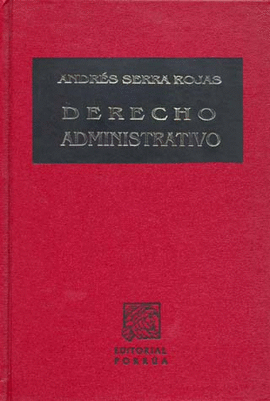 ANDRÉS SERRA ROJAS
DERECHO
ADMINISTRATIVO
EDITORIAL
PORRÚA